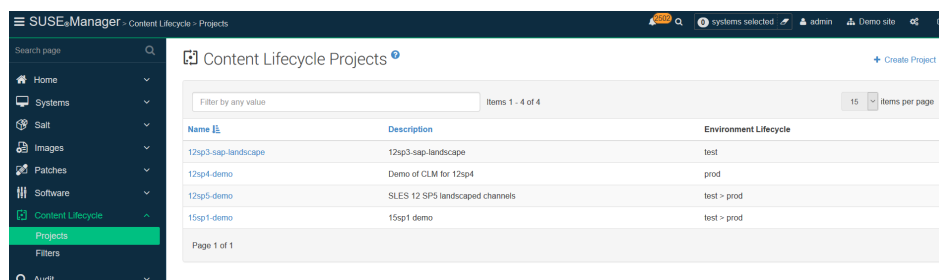 SUSE®Manager > Content Lifecycle > Projects
2502
0 systems selected
admin
Demo site
Search page
Home
Systems
Salt
Images
Patches
Software
Content Lifecycle
Projects
Filters
Audit
Content Lifecycle Projects ?
+ Create Project
Filter by any value
Items 1 - 4 of 4
15 items per page
Name Description Environment Lifecycle
12sp3-sap-landscape 12sp3-sap-landscape test
12sp4-demo Demo of CLM for 12sp4 prod
12sp5-demo SLES 12 SP5 landscaped channels test > prod
15sp1-demo 15sp1 demo test > prod
Page 1 of 1